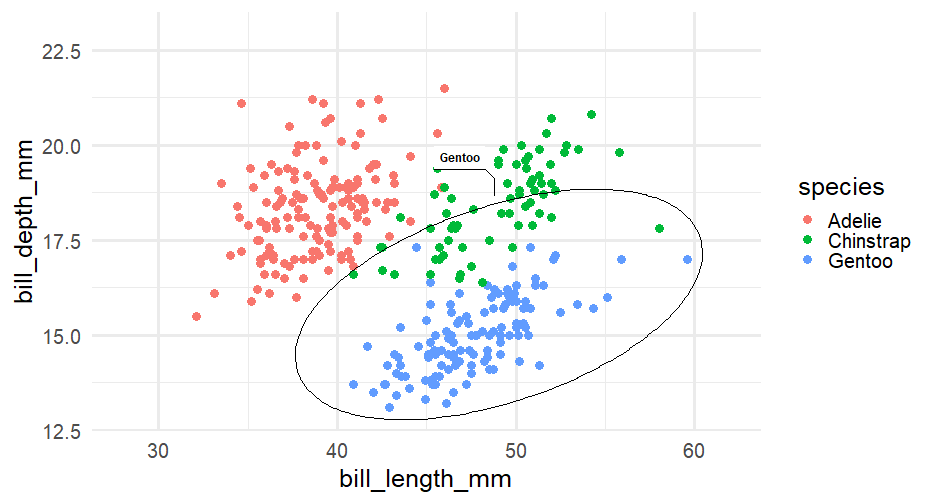 22.5
20.0
17.5
15.0
12.5
bill_depth_mm
Gentoo
30
40
50
60
bill_length_mm
species
Adelie
Chinstrap
Gentoo